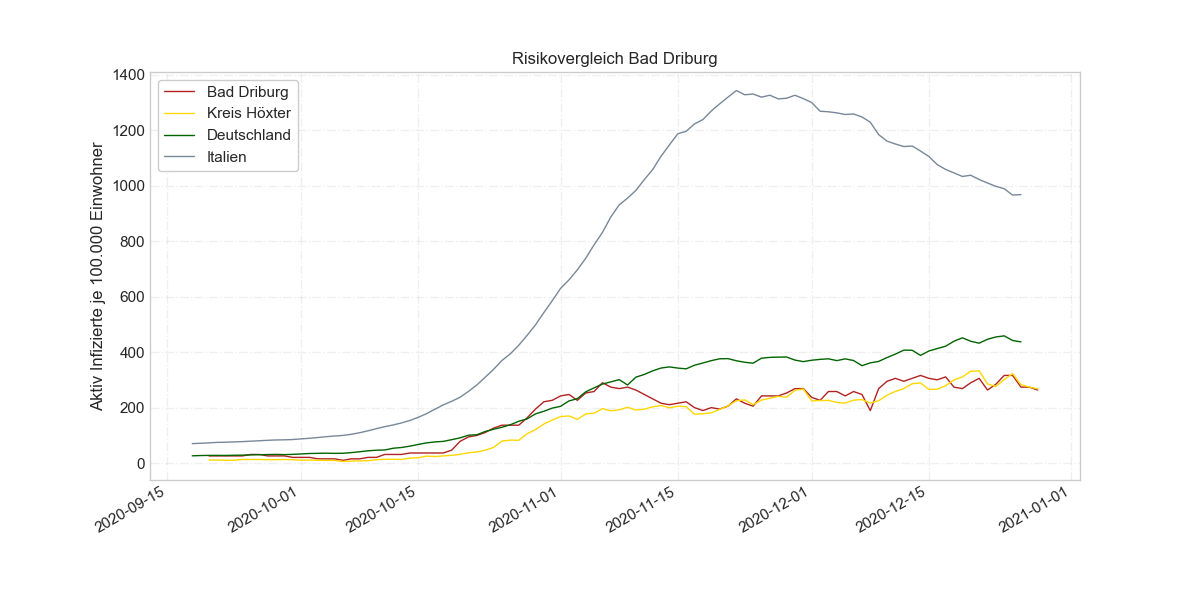 Risikovergleich Bad Driburg
Aktiv Infizierte je 100.000 Einwohner
1400
1200
1000
800
600
400
200
0
Bad Driburg
Kreis Höxter
Deutschland
Italien
2020-09-15
2020-10-01
2020-10-15
2020-11-01
2020-11-15
2020-12-01
2020-12-15
2021-01-01